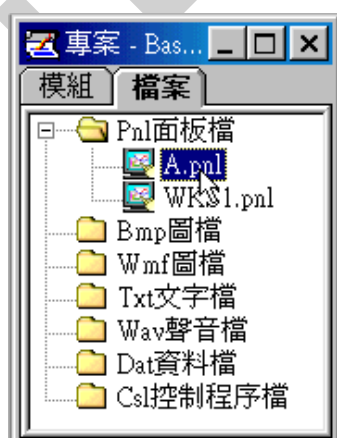 專案 - Bas...
模組 檔案
Pnl面板檔
A.pnl
WKS1.pnl
Bmp圖檔
Wmf圖檔
Txt文字檔
Wav聲音檔
Dat資料檔
Csl控制程序檔